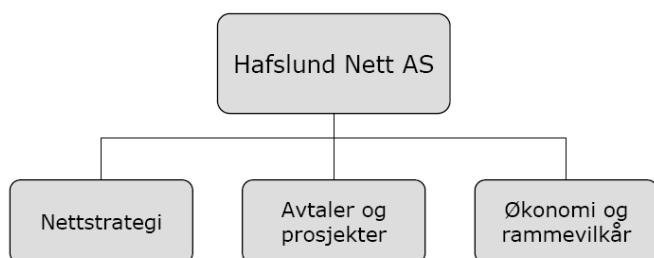 Hafslund Nett AS
Nettstrategi
Avtaler og
prosjekter
Økonomi og
rammevilkår